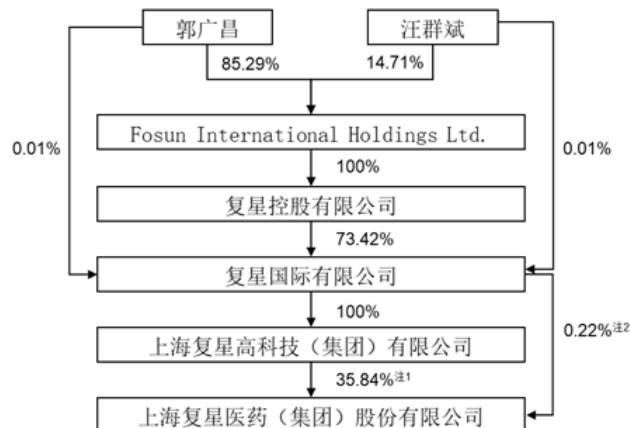 郭广昌
汪群斌
85.29%
14.71%
Fosun International Holdings Ltd.
0.01%
0.01%
100%
复星控股有限公司
73.42%
复星国际有限公司
100%
0.22%注2
上海复星高科技（集团）有限公司
35.84%注1
上海复星医药（集团）股份有限公司